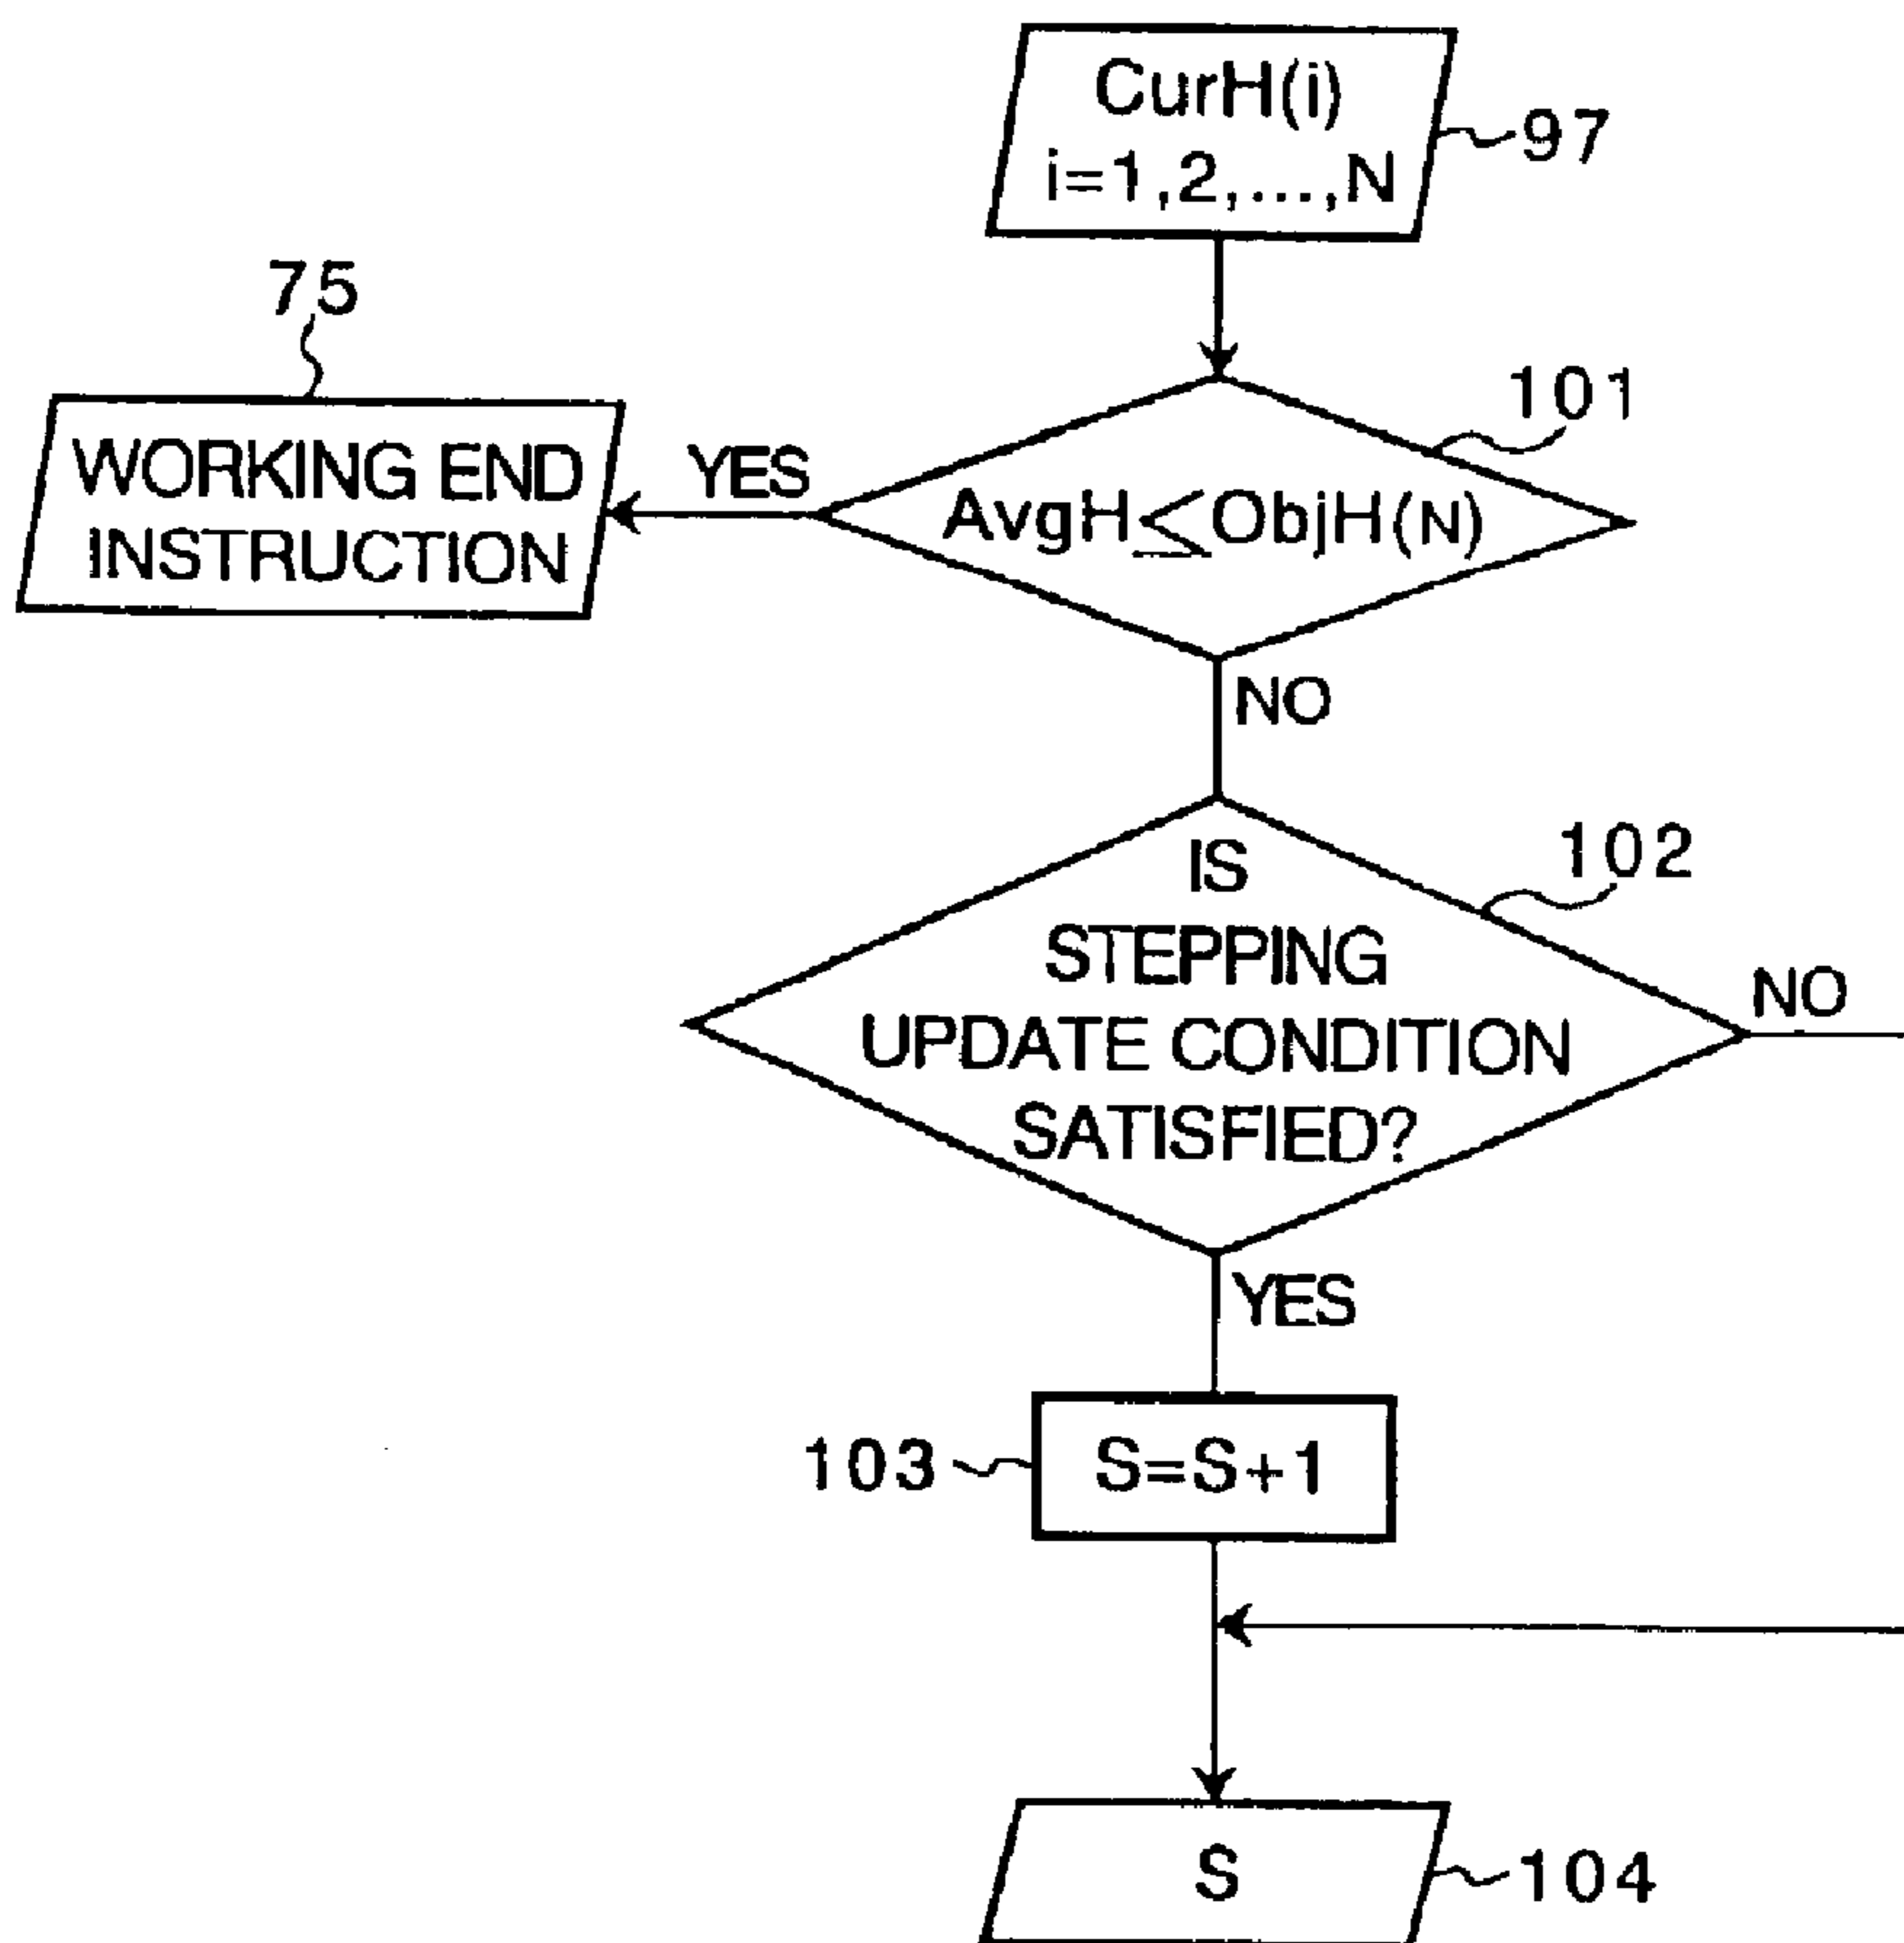 CurH(i)
i=1,2,...,N
97
75
WORKING END
INSTRUCTION
YES
101
AvgH≤ObjH(N)
NO
102
IS
STEPPING
UPDATE CONDITION
SATISFIED?
NO
YES
103
S=S+1
S
104